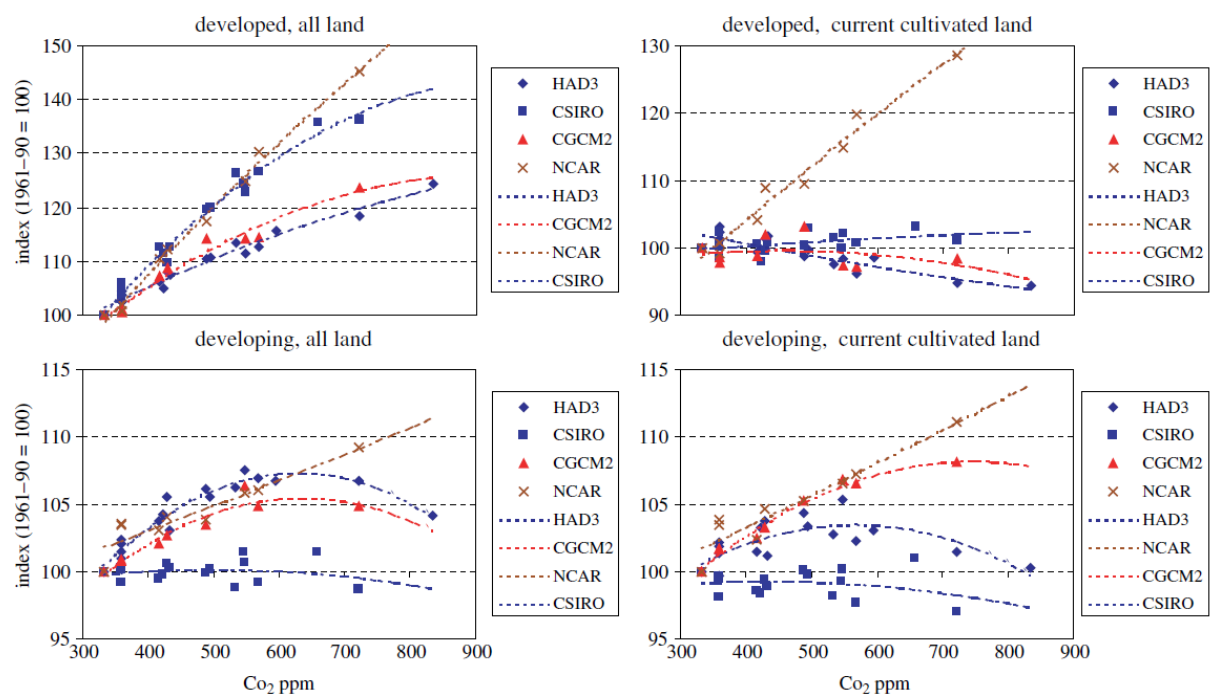 developed, all land
developed, current cultivated land
index (1961–90 = 100)
150
140
130
120
110
100
HAD3
CSIRO
CGCM2
NCAR
HAD3
CGCM2
NCAR
CSIRO
130
120
110
100
90
HAD3
CSIRO
CGCM2
NCAR
HAD3
NCAR
CGCM2
CSIRO
developing, all land
developing, current cultivated land
index (1961–90 = 100)
115
110
105
100
95
300 400 500 600 700 800 900
Co₂ ppm
HAD3
CSIRO
CGCM2
NCAR
HAD3
CGCM2
NCAR
CSIRO
115
110
105
100
95
300 400 500 600 700 800 900
Co₂ ppm
HAD3
CSIRO
CGCM2
NCAR
HAD3
NCAR
CGCM2
CSIRO